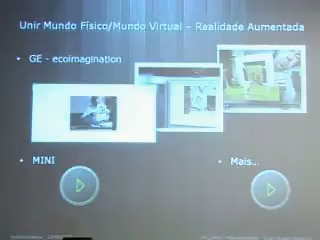 Unir Mundo Físico/Mundo Virtual – Realidade Aumentada
• GE - ecoimagination
• MINI
• Mais...